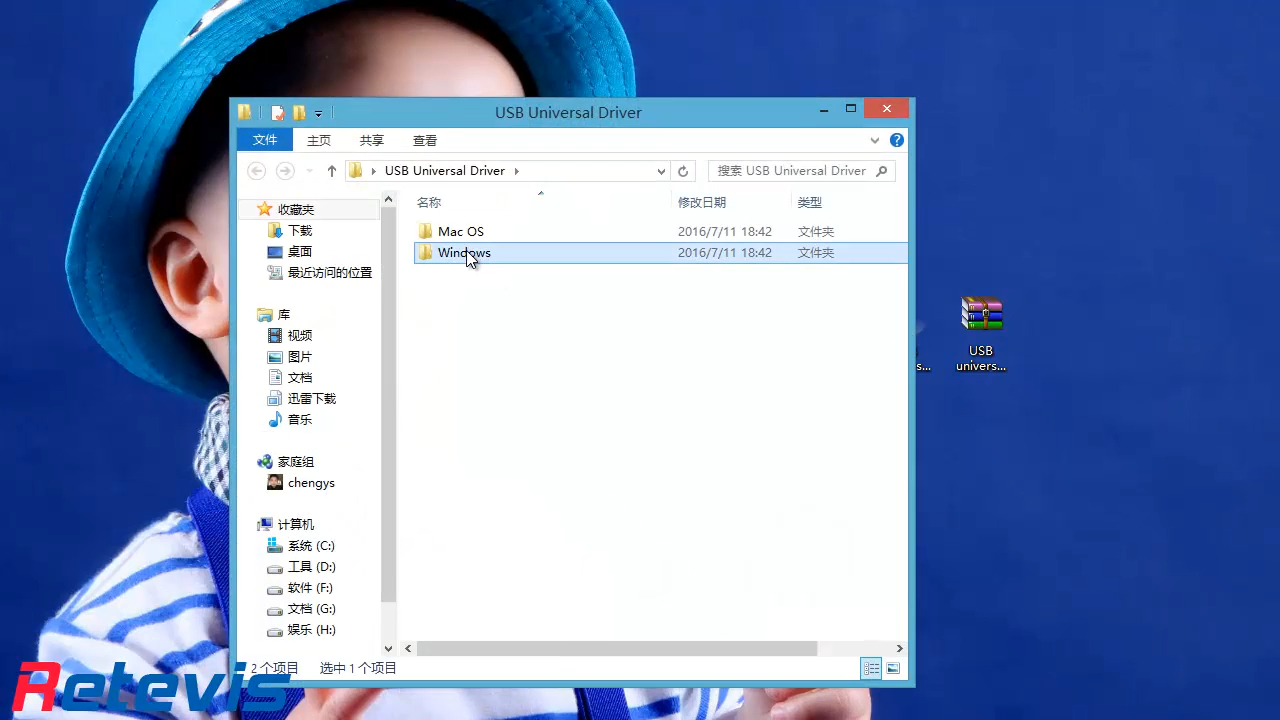 USB Universal Driver
文件 主页 共享 查看
USB Universal Driver
搜索 USB Universal Driver
名称 修改日期 类型
收藏夹
下载
桌面
最近访问的位置
库
视频
图片
文档
迅雷下载
音乐
家庭组
chengys
计算机
系统 (C:)
工具 (D:)
软件 (F:)
文档 (G:)
娱乐 (H:)
Mac OS 2016/7/11 18:42 文件夹
Windows 2016/7/11 18:42 文件夹
2 个项目 选中 1 个项目
s...
USB
univers...
Retevis